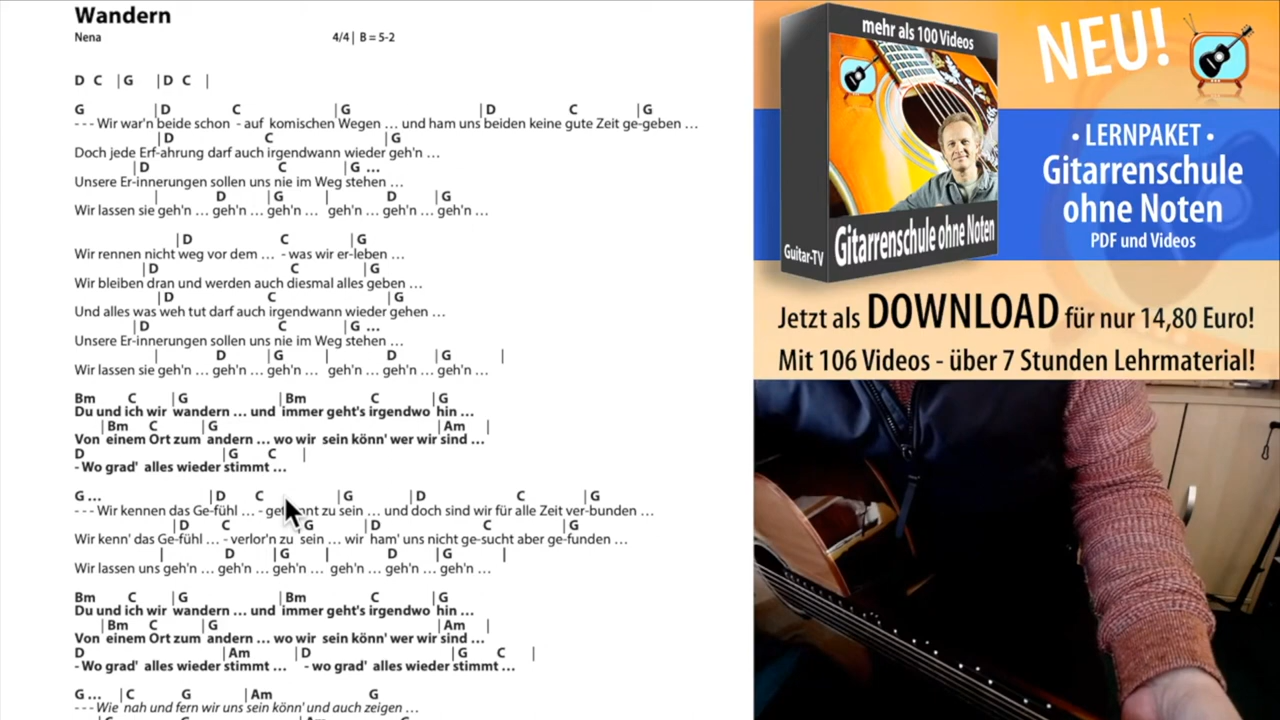 Wandern
Nena 4/4| B = 5-2
D C |G |D C |
G |D C |G |D C |G
- - - Wir war'n beide schon - auf komischen Wegen … und ham uns beiden keine gute Zeit ge-geben …
|D C |G
Doch jede Erf-ahrung darf auch irgendwann wieder geh'n …
|D C |G …
Unsere Er-innerungen sollen uns nie im Weg stehen …
| D |G | D |G
Wir lassen sie geh'n … geh'n … geh'n … geh'n … geh'n … geh'n …
|D C |G
Wir rennen nicht weg vor dem … - was wir er-leben …
|D C |G
Wir bleiben dran und werden auch diesmal alles geben …
|D C |G
Und alles was weh tut darf auch irgendwann wieder gehen …
|D C |G …
Unsere Er-innerungen sollen uns nie im Weg stehen …
| D |G | D |G |
Wir lassen sie geh'n … geh'n … geh'n … geh'n … geh'n … geh'n …
Bm C |G |Bm C |G
Du und ich wir wandern … und immer geht's irgendwo hin …
|Bm C |G |Am |
Von einem Ort zum andern … wo wir sein könn' wer wir sind …
D |G C |
- Wo grad' alles wieder stimmt …
G … |D C |G |D C |G
- - - Wir kennen das Ge-fühl … - zu sein … und doch sind wir für alle Zeit ver-bunden …
|D C G |D C |G
Wir kenn' das Ge-fühl … - verlor'n zu sein … wir ham' uns nicht ge-sucht aber ge-funden …
| D |G | D |G |
Wir lassen uns geh'n … geh'n … geh'n … geh'n … geh'n … geh'n …
Bm C |G |Bm C |G
Du und ich wir wandern … und immer geht's irgendwo hin …
|Bm C |G |Am |
Von einem Ort zum andern … wo wir sein könn' wer wir sind …
D |Am |D |G C |
- Wo grad' alles wieder stimmt … - wo grad' alles wieder stimmt …
G … |C G |Am G
- - - Wie nah und fern wir uns sein könn' und auch zeigen …
mehr als 100 Videos
Gitarrenschule ohne Noten
Guitar-TV
NEU!
• LERNPAKET •
Gitarrenschule
ohne Noten
PDF und Videos
Jetzt als DOWNLOAD für nur 14,80 Euro!
Mit 106 Videos - über 7 Stunden Lehrmaterial!